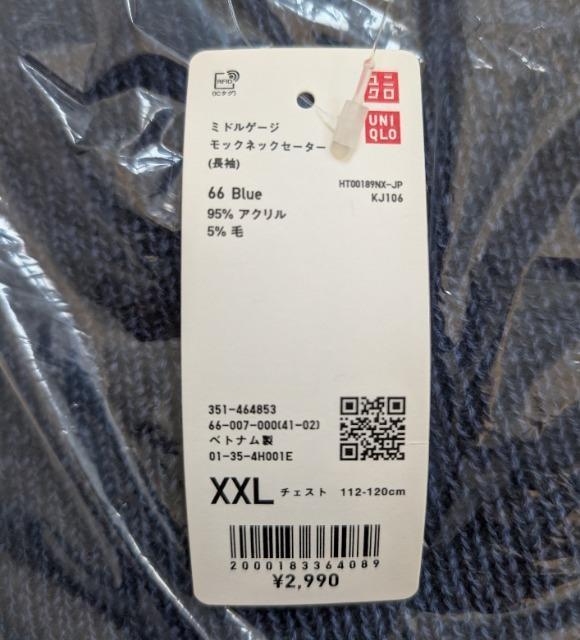 RFID
(ICタグ)
ユニ
クロ
UNI
QLO
ミドルゲージ
モックネックセーター
(長袖)
HT00189NX-JP
KJ106
66 Blue
95% アクリル
5% 毛
351-464853
66-007-000(41-02)
ベトナム製
01-35-4H001E
XXL チェスト 112-120cm
2000183364089
¥2,990